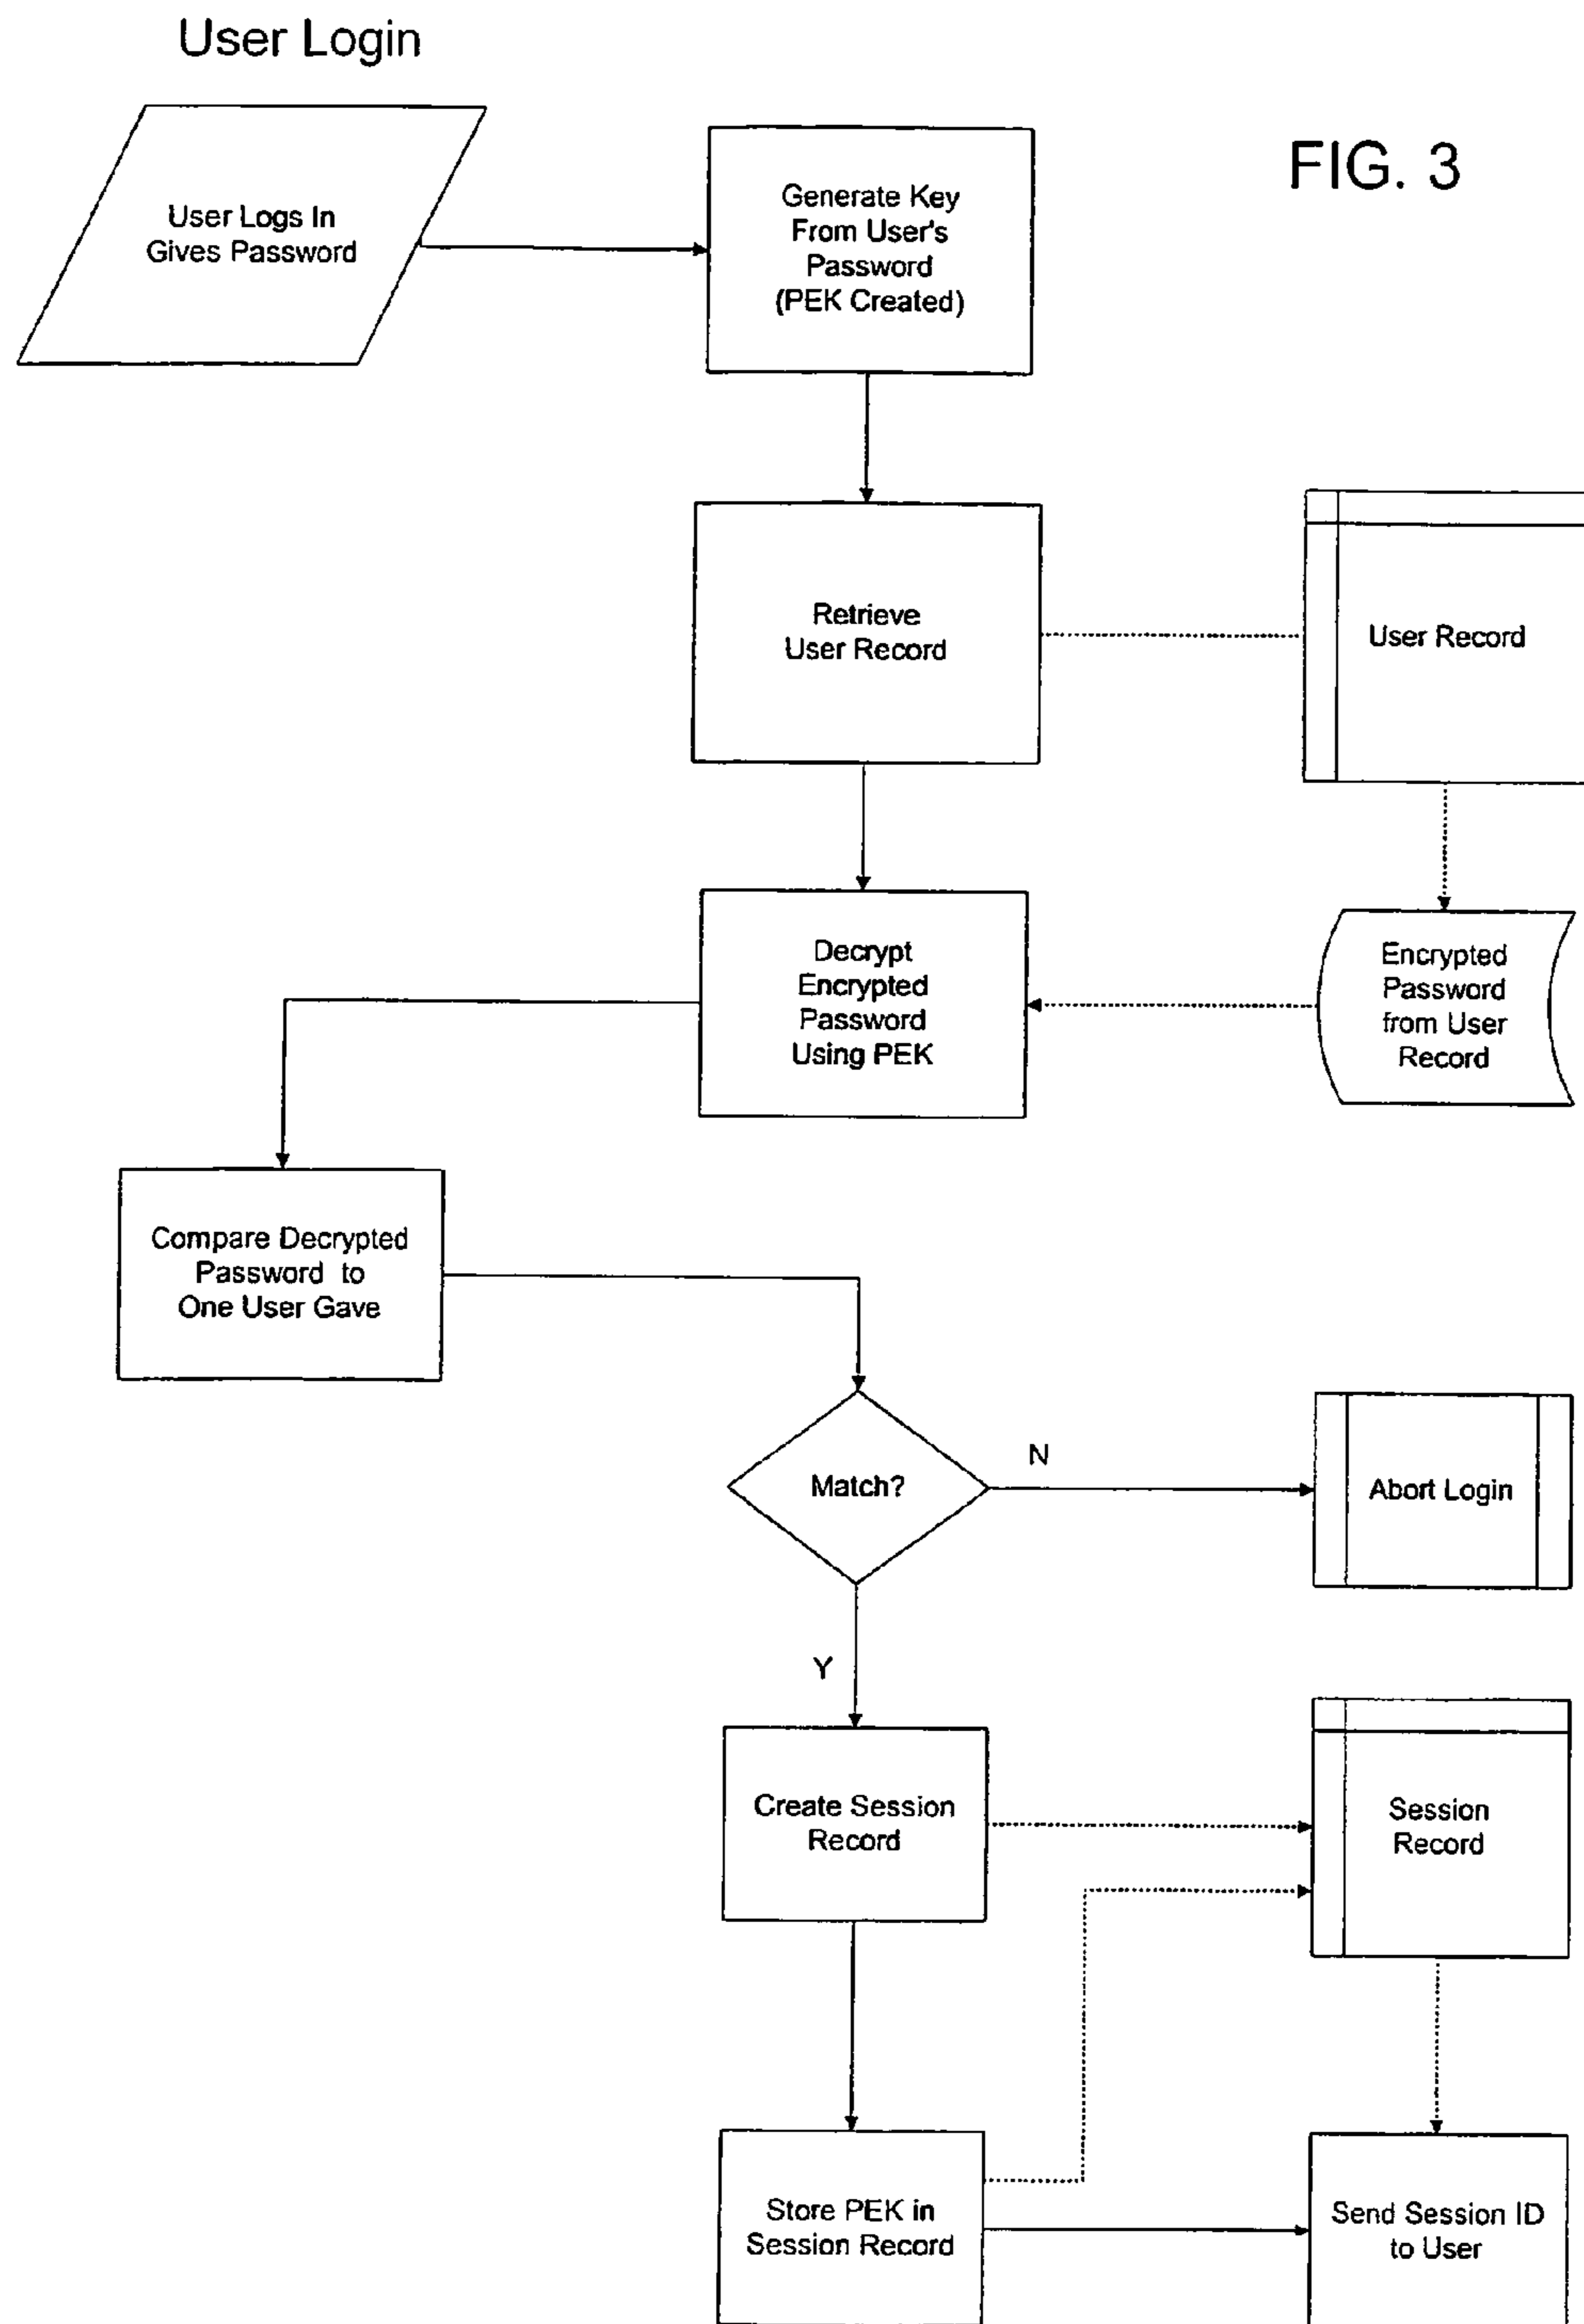 User Login
FIG. 3
User Logs In
Gives Password
Generate Key
From User's
Password
(PEK Created)
Retrieve
User Record
User Record
Decrypt
Encrypted
Password
Using PEK
Encrypted
Password
from User
Record
Compare Decrypted
Password to
One User Gave
Match?
N
Abort Login
Y
Create Session
Record
Session
Record
Store PEK in
Session Record
Send Session ID
to User